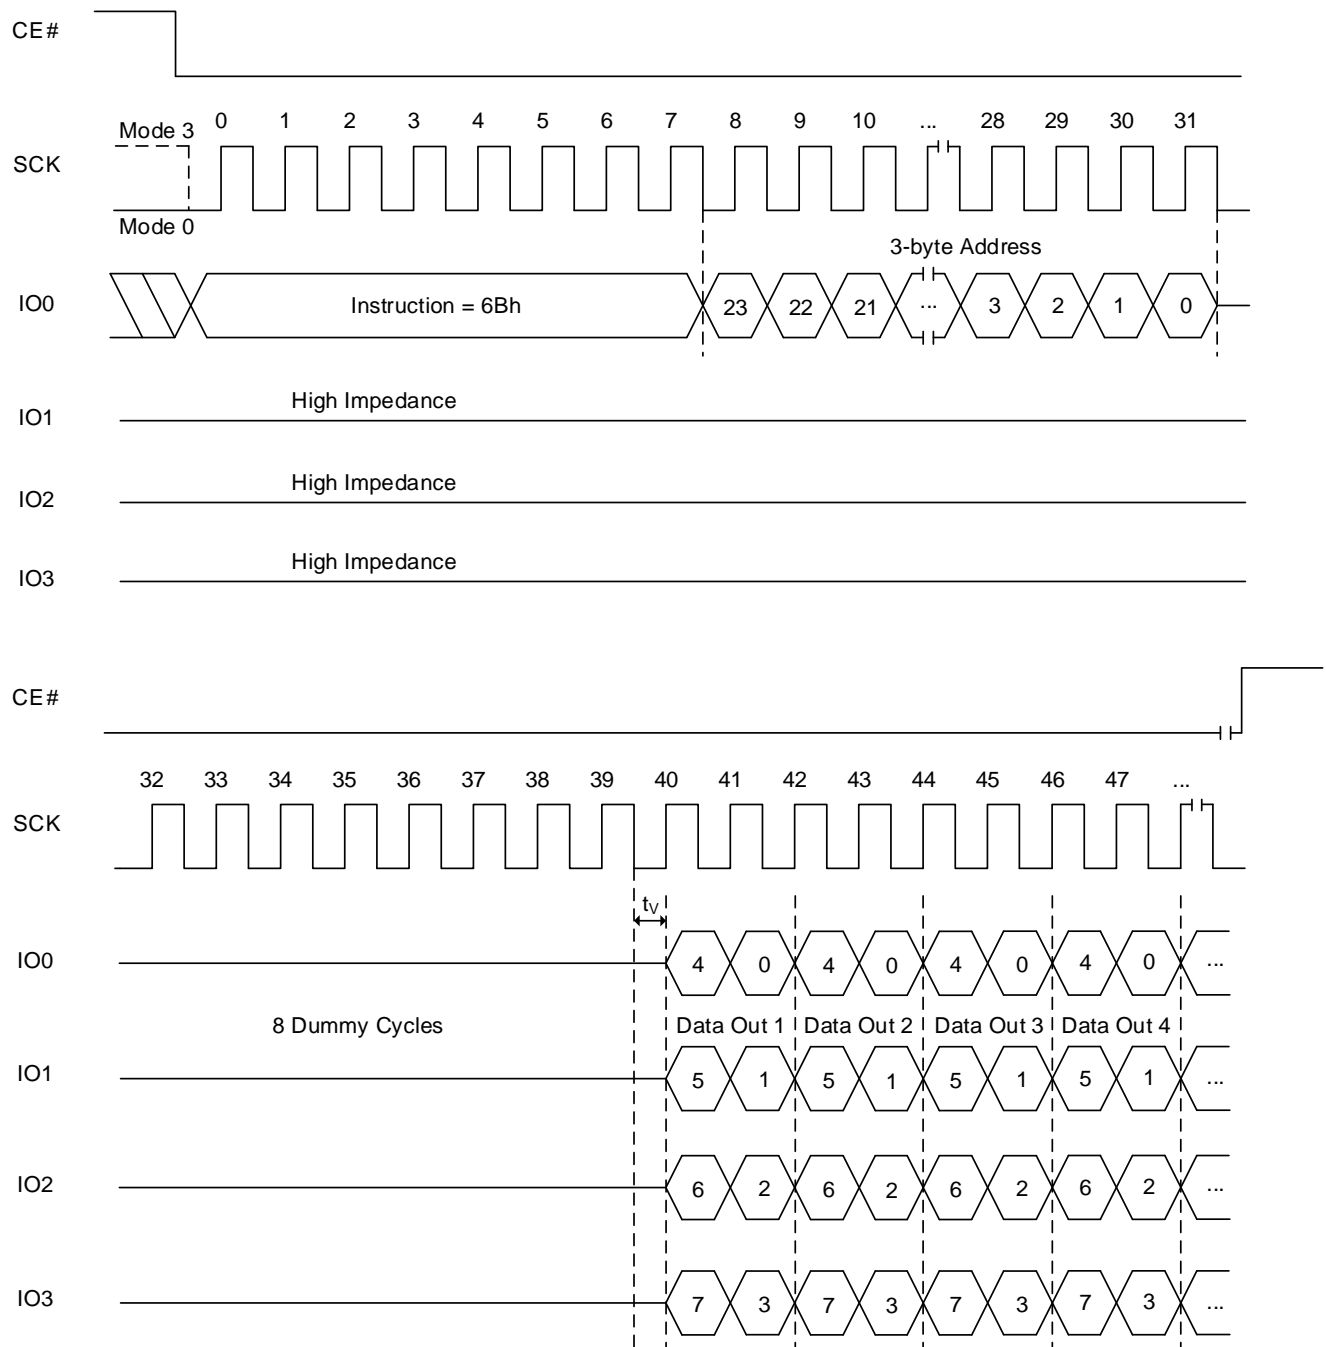 CE#
Mode 3 0 1 2 3 4 5 6 7 8 9 10 ... 28 29 30 31
SCK
Mode 0
3-byte Address
IO0 Instruction = 6Bh 23 22 21 ... 3 2 1 0
High Impedance
IO1
High Impedance
IO2
High Impedance
IO3
CE#
32 33 34 35 36 37 38 39 40 41 42 43 44 45 46 47 ...
SCK
tV
IO0 4 0 4 0 4 0 4 0 ...
8 Dummy Cycles Data Out 1 Data Out 2 Data Out 3 Data Out 4
IO1 5 1 5 1 5 1 5 1 ...
IO2 6 2 6 2 6 2 6 2 ...
IO3 7 3 7 3 7 3 7 3 ...